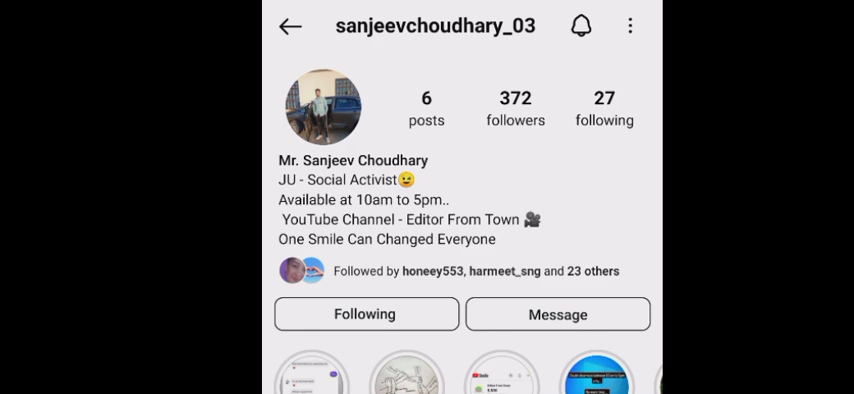 sanjeevchoudhary_03
6 372 27
posts followers following
Mr. Sanjeev Choudhary
JU - Social Activist😉
Available at 10am to 5pm..
YouTube Channel - Editor From Town 🎥
One Smile Can Changed Everyone
Followed by honeey553, harmeet_sng and 23 others
Following Message